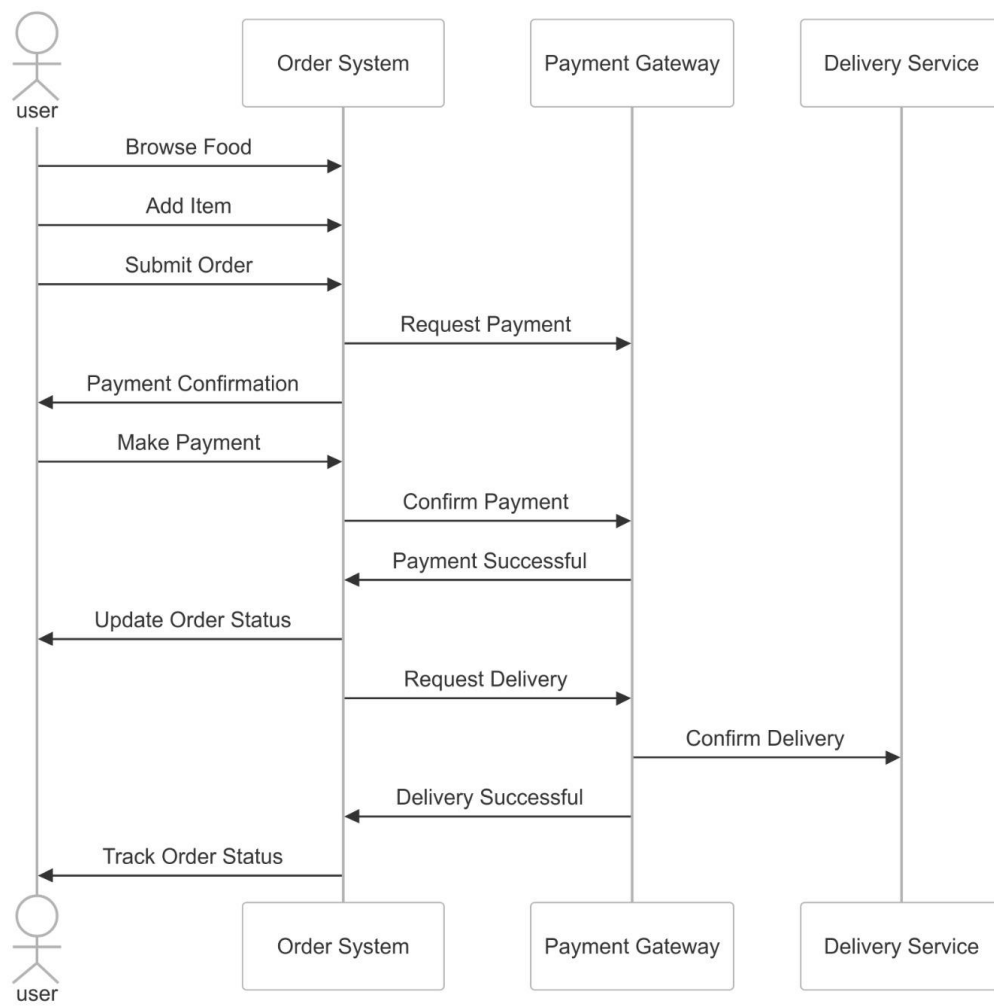 Order System
Payment Gateway
Delivery Service
user
Browse Food
Add Item
Submit Order
Request Payment
Payment Confirmation
Make Payment
Confirm Payment
Payment Successful
Update Order Status
Request Delivery
Confirm Delivery
Delivery Successful
Track Order Status
Order System
Payment Gateway
Delivery Service
user